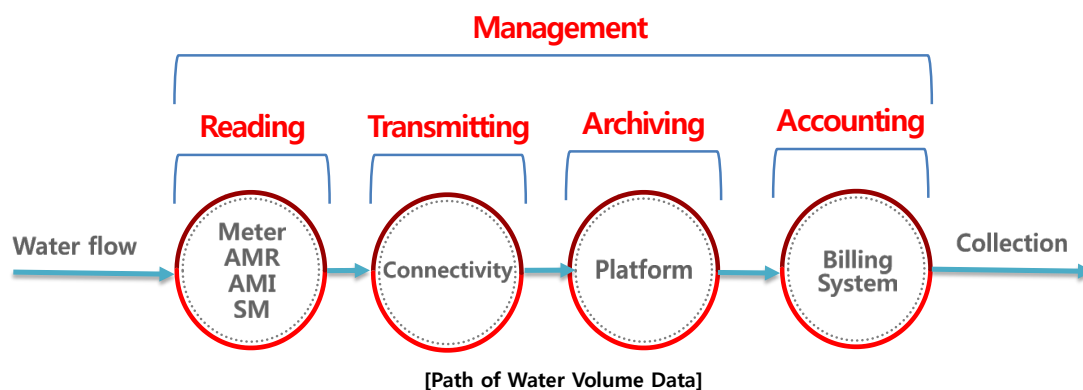 Management
Reading
Transmitting
Archiving
Accounting
Water flow
Meter
AMR
AMI
SM
Connectivity
Platform
Billing
System
Collection
[Path of Water Volume Data]